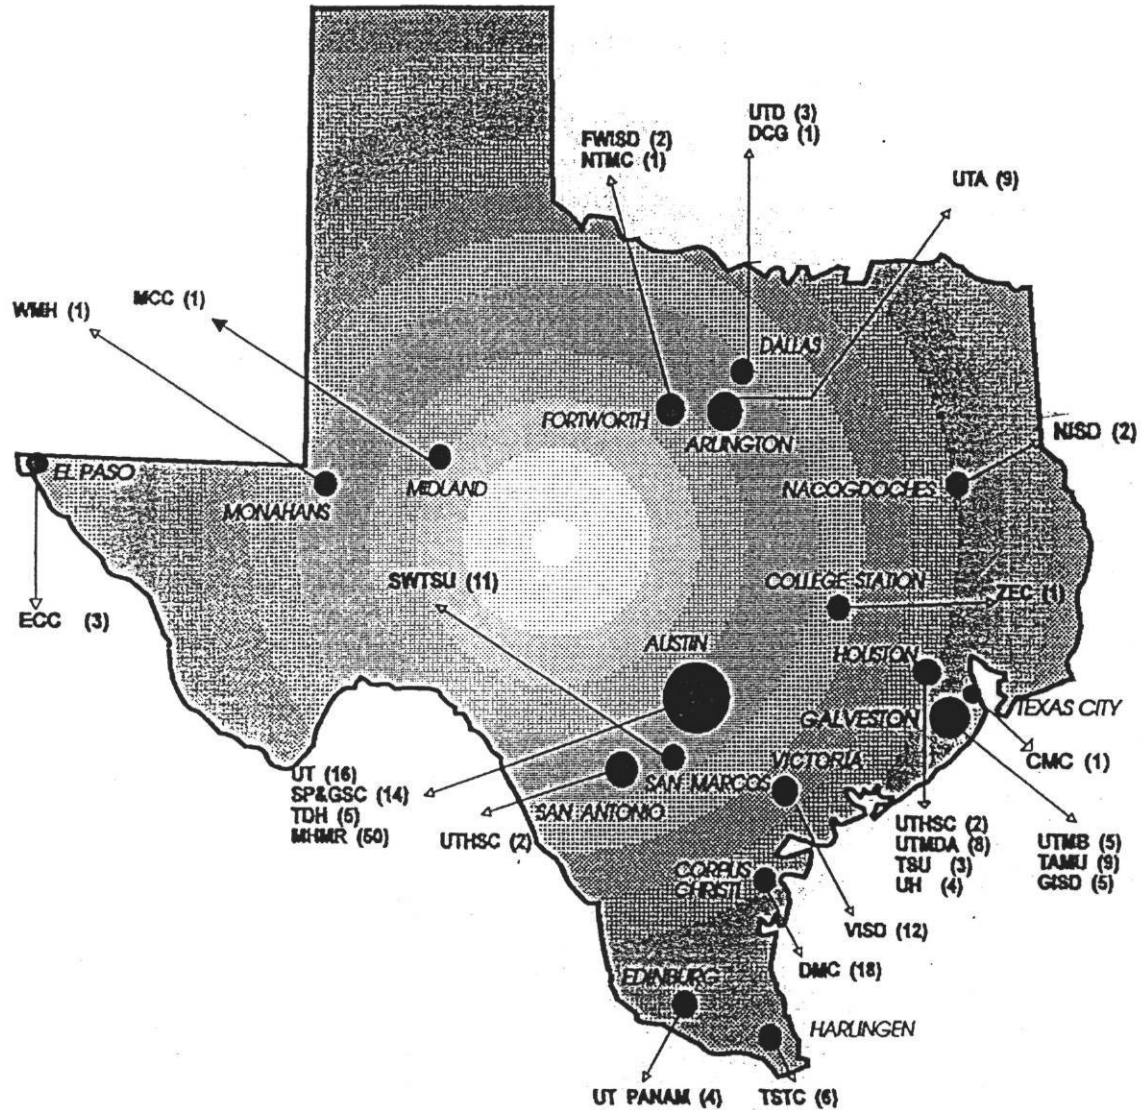 UTD (3)
DCG (1)
FWISD (2)
NTMC (1)
UTA (9)
MCC (1)
WMH (1)
DALLAS
FORTWORTH
ARLINGTON
NISD (2)
EL PASO
MIDLAND
NACOGDOCHES
MONAHANS
SWTSU (11)
COLLEGE STATION
ZEC (1)
ECC (3)
AUSTIN
HOUSTON
TEXAS CITY
GALVESTON
CMC (1)
VICTORIA
SAN MARCOS
UT (16)
SP&GSC (14)
TDH (5)
MHMR (50)
SAN ANTONIO
UTHSC (2)
UTHSC (2)
UTMDA (8)
TSU (3)
UH (4)
UTMB (5)
TAMU (9)
GISD (5)
CORPUS
CHRISTI
VISD (12)
DMC (18)
EDINBURG
HARLINGEN
UT PANAM (4)
TSTC (6)